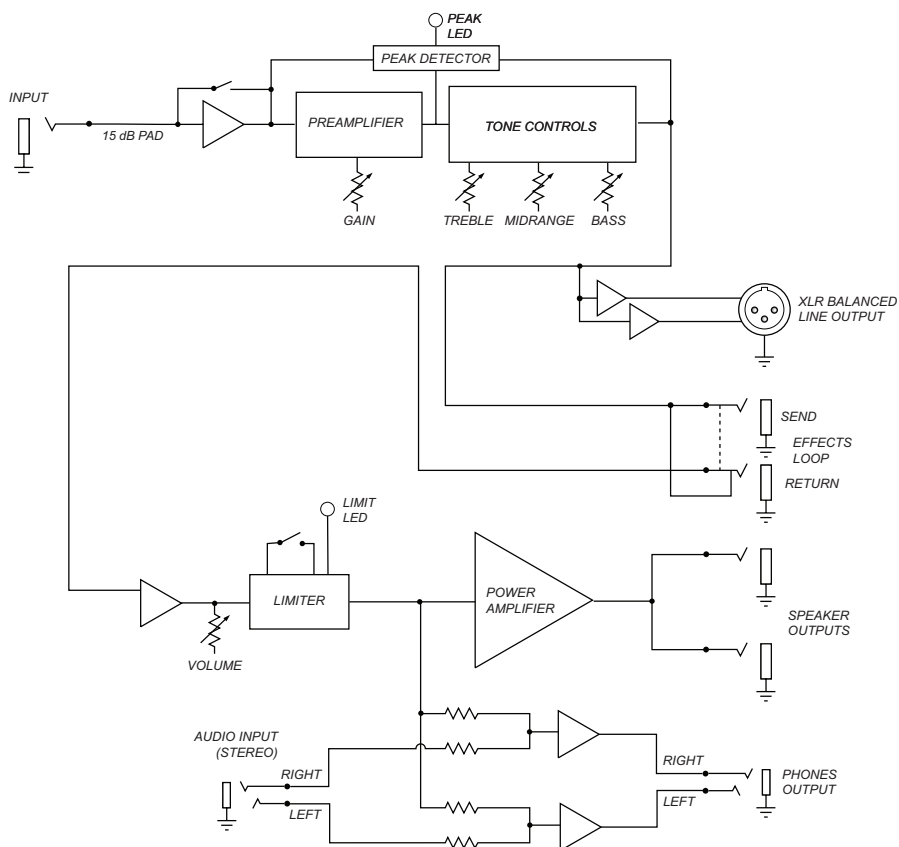 PEAK
LED
PEAK DETECTOR
INPUT
15 dB PAD
PREAMPLIFIER
TONE CONTROLS
GAIN
TREBLE
MIDRANGE
BASS
XLR BALANCED
LINE OUTPUT
SEND
EFFECTS
LOOP
RETURN
LIMIT
LED
LIMITER
POWER
AMPLIFIER
SPEAKER
OUTPUTS
VOLUME
AUDIO INPUT
(STEREO)
RIGHT
LEFT
RIGHT
LEFT
PHONES
OUTPUT